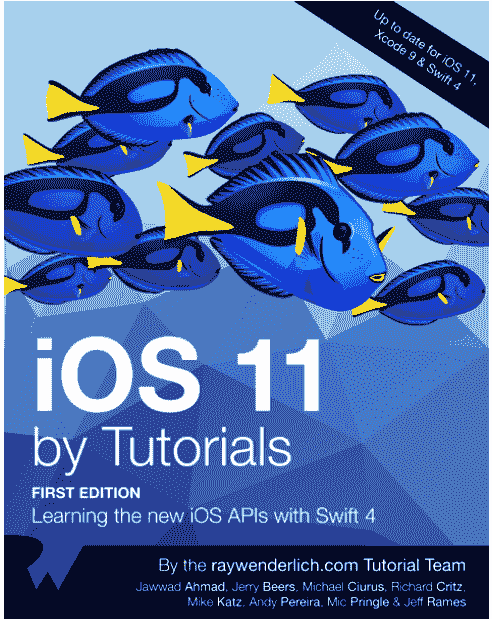 Up to date for iOS 11,
Xcode 9 & Swift 4
iOS 11
by Tutorials
FIRST EDITION
Learning the new iOS APIs with Swift 4
By the raywenderlich.com Tutorial Team
Jawwad Ahmad, Jerry Beers, Michael Ciurus, Richard Critz,
Mike Katz, Andy Pereira, Mic Pringle & Jeff Rames